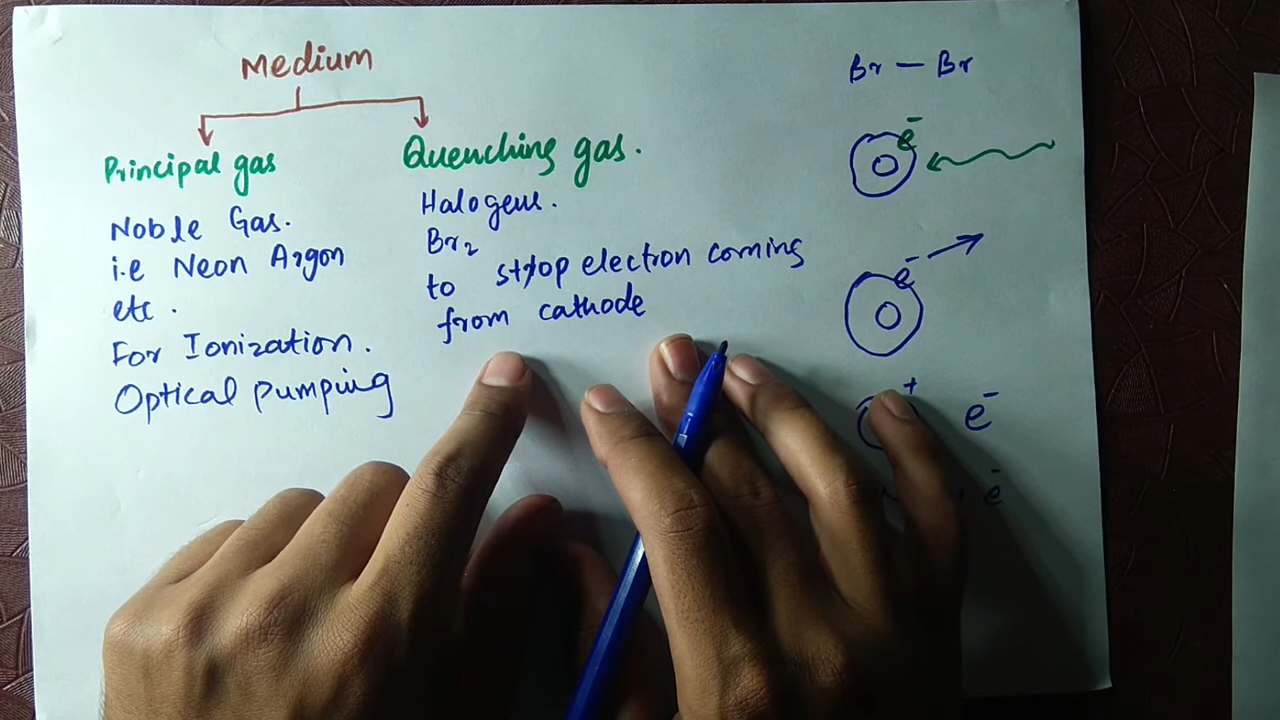 Medium
Principal gas
Noble Gas.
i.e Neon Argon
etc.
For Ionization.
Optical pumping
Quenching gas.
Halogens.
Br2
to stop electron coming
from cathode
Br — Br
e-
e-
+ e-
e-